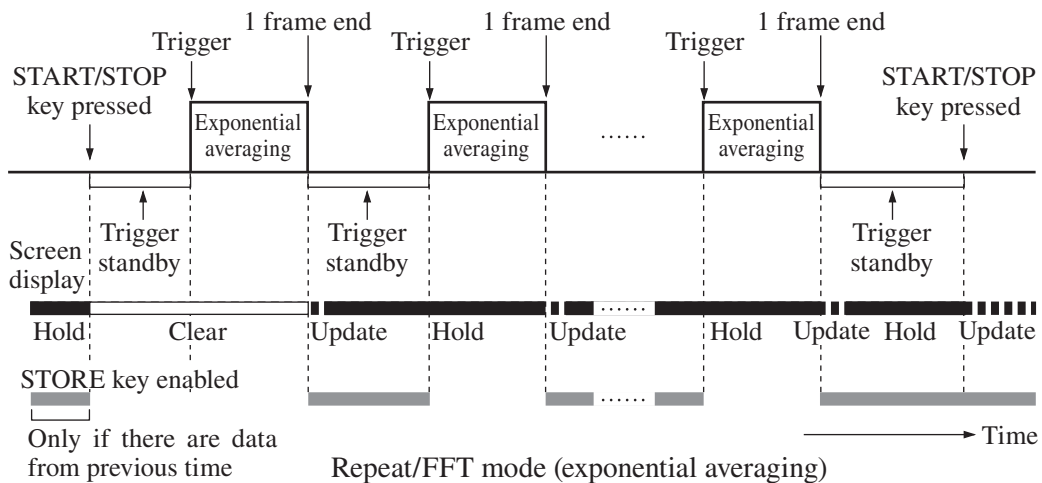 1 frame end
1 frame end
1 frame end
Trigger
Trigger
Trigger
START/STOP
key pressed
START/STOP
key pressed
Exponential
averaging
Exponential
averaging
......
Exponential
averaging
Trigger
standby
Trigger
standby
Trigger
standby
Screen
display
......
Hold
Clear
Update
Hold
Update
Hold
Update
Hold
Update
STORE key enabled
......
Only if there are data
from previous time
Time
Repeat/FFT mode (exponential averaging)